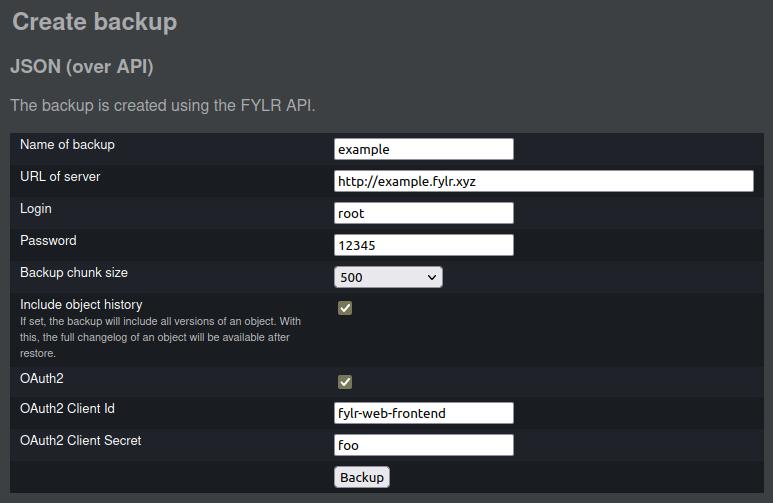 Create backup
JSON (over API)
The backup is created using the FYLR API.
Name of backup example
URL of server http://example.fylr.xyz
Login root
Password 12345
Backup chunk size 500
Include object history
If set, the backup will include all versions of an object. With
this, the full changelog of an object will be available after
restore.
OAuth2
OAuth2 Client Id fylr-web-frontend
OAuth2 Client Secret foo
Backup